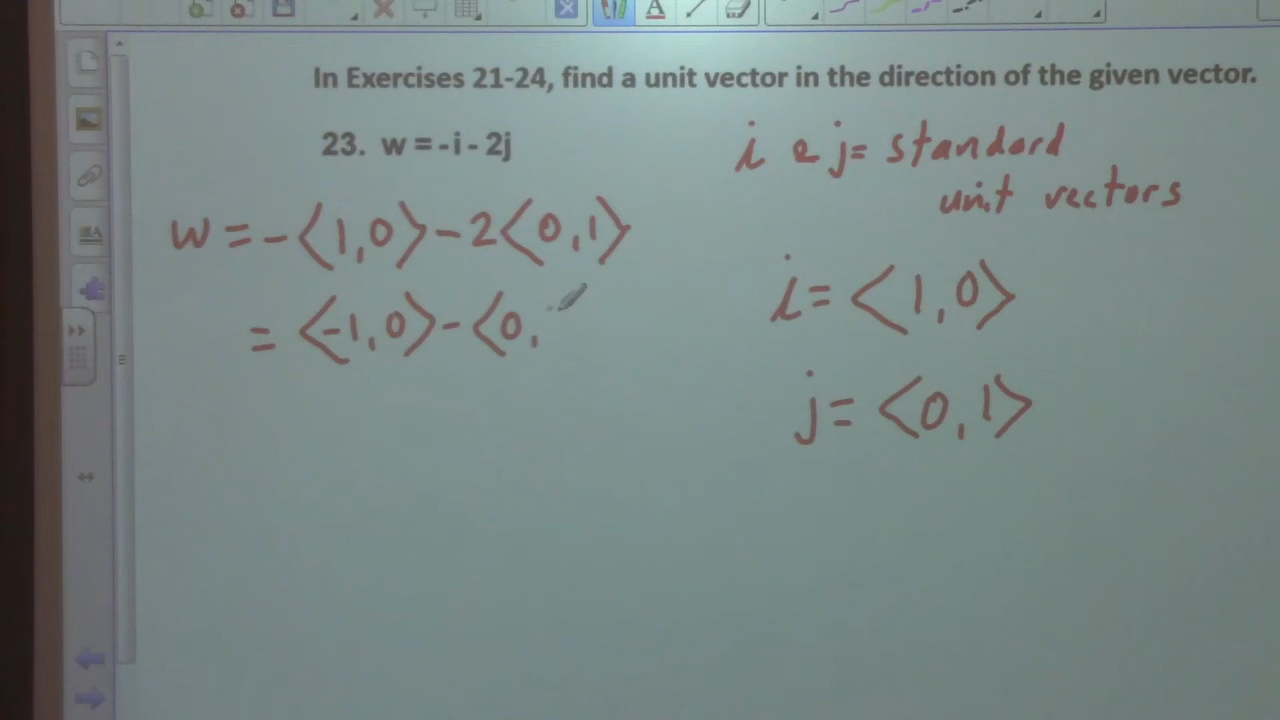 In Exercises 21-24, find a unit vector in the direction of the given vector.
23. w = -i - 2j
i & j = standard
unit vectors
w = -⟨1,0⟩ - 2⟨0,1⟩
= ⟨-1,0⟩ - ⟨0,
i = ⟨1,0⟩
j = ⟨0,1⟩